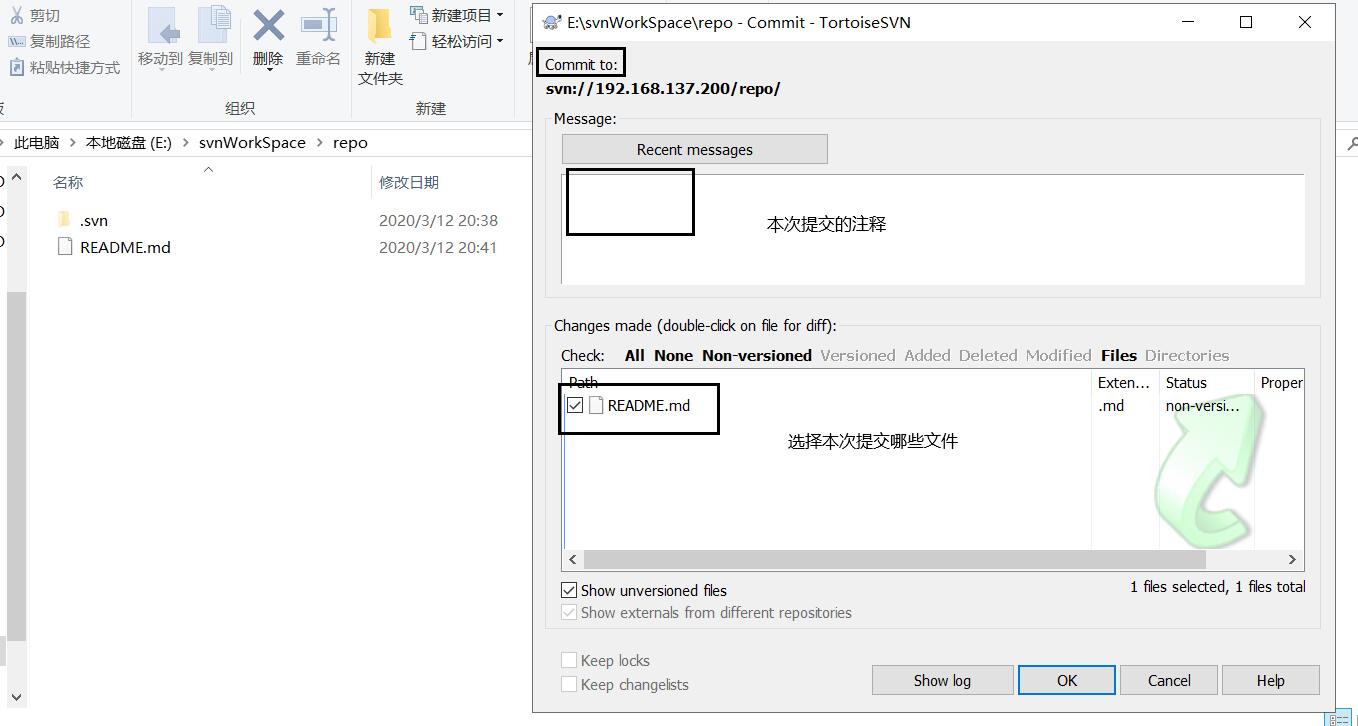 剪切
复制路径
粘贴快捷方式
移动到 复制到 删除 重命名
组织
新建
文件夹
新建项目
轻松访问
新建
此电脑 > 本地磁盘 (E:) > svnWorkSpace > repo
名称 修改日期
.svn 2020/3/12 20:38
README.md 2020/3/12 20:41
E:\svnWorkSpace\repo - Commit - TortoiseSVN
Commit to:
svn://192.168.137.200/repo/
Message:
Recent messages
本次提交的注释
Changes made (double-click on file for diff):
Check: All None Non-versioned Versioned Added Deleted Modified Files Directories
Path Exten... Status Proper
README.md .md non-versi...
选择本次提交哪些文件
Show unversioned files
1 files selected, 1 files total
Show externals from different repositories
Keep locks
Keep changelists
Show log OK Cancel Help